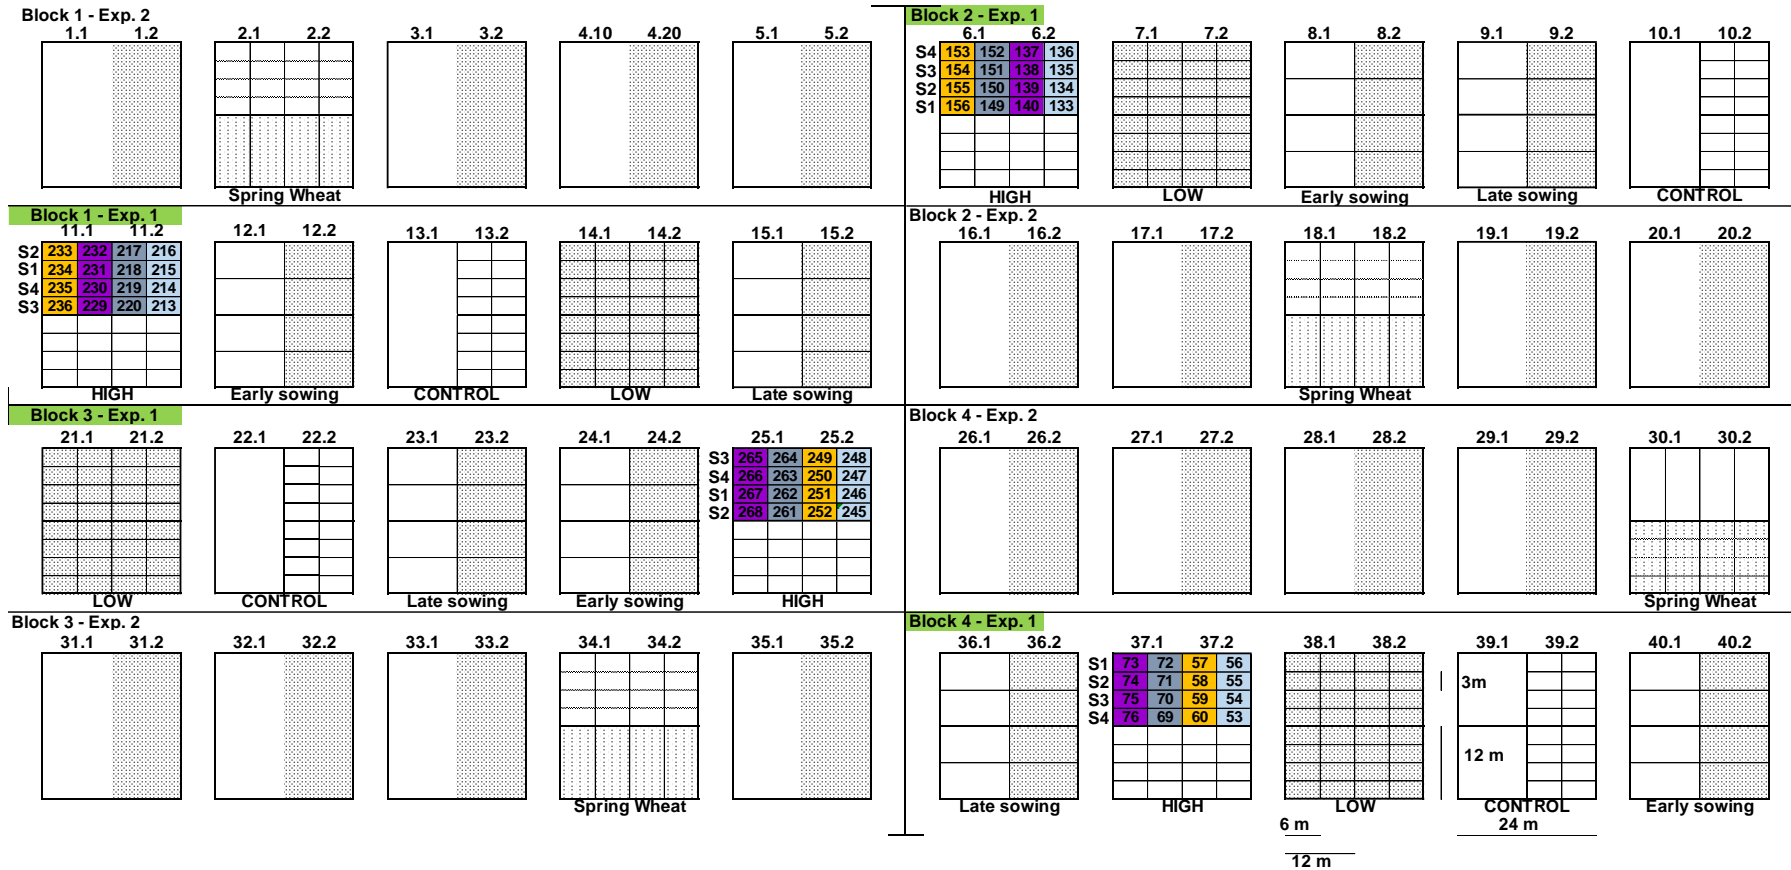 Block 1 - Exp. 2
1.1 1.2 2.1 2.2 3.1 3.2 4.10 4.20 5.1 5.2
Spring Wheat
Block 2 - Exp. 1
6.1 6.2 7.1 7.2 8.1 8.2 9.1 9.2 10.1 10.2
S4 153 152 137 136
S3 154 151 138 135
S2 155 150 139 134
S1 156 149 140 133
HIGH LOW Early sowing Late sowing CONTROL
Block 1 - Exp. 1
11.1 11.2 12.1 12.2 13.1 13.2 14.1 14.2 15.1 15.2
S2 233 232 217 216
S1 234 231 218 215
S4 235 230 219 214
S3 236 229 220 213
HIGH Early sowing CONTROL LOW Late sowing
Block 2 - Exp. 2
16.1 16.2 17.1 17.2 18.1 18.2 19.1 19.2 20.1 20.2
Spring Wheat
Block 3 - Exp. 1
21.1 21.2 22.1 22.2 23.1 23.2 24.1 24.2 25.1 25.2
S3 265 264 249 248
S4 266 263 250 247
S1 267 262 251 246
S2 268 261 252 245
LOW CONTROL Late sowing Early sowing HIGH
Block 4 - Exp. 2
26.1 26.2 27.1 27.2 28.1 28.2 29.1 29.2 30.1 30.2
Spring Wheat
Block 3 - Exp. 2
31.1 31.2 32.1 32.2 33.1 33.2 34.1 34.2 35.1 35.2
Spring Wheat
Block 4 - Exp. 1
36.1 36.2 37.1 37.2 38.1 38.2 39.1 39.2 40.1 40.2
S1 73 72 57 56
S2 74 71 58 55
S3 75 70 59 54
S4 76 69 60 53
3m
12 m
Late sowing HIGH LOW CONTROL Early sowing
6 m 24 m
12 m